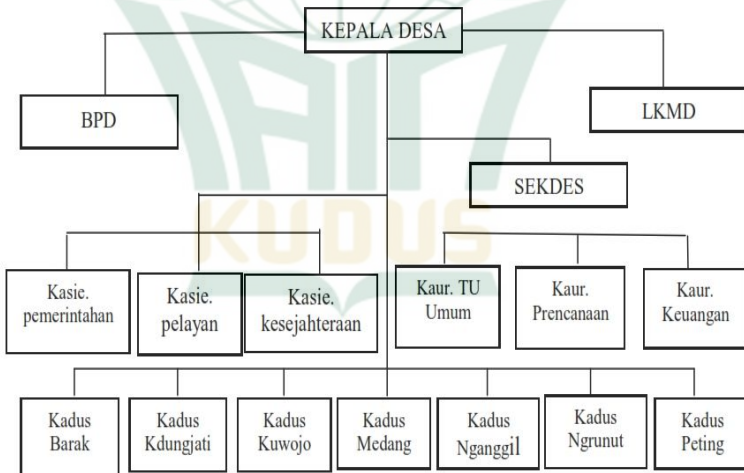 KEPALA DESA
BPD
LKMD
SEKDES
KUDUS
Kasie.
pemerintahan
Kasie.
pelayan
Kasie.
kesejahteraan
Kaur. TU
Umum
Kaur.
Prencanaan
Kaur.
Keuangan
Kadus
Barak
Kadus
Kdungjati
Kadus
Kuwojo
Kadus
Medang
Kadus
Nganggil
Kadus
Ngrunut
Kadus
Peting